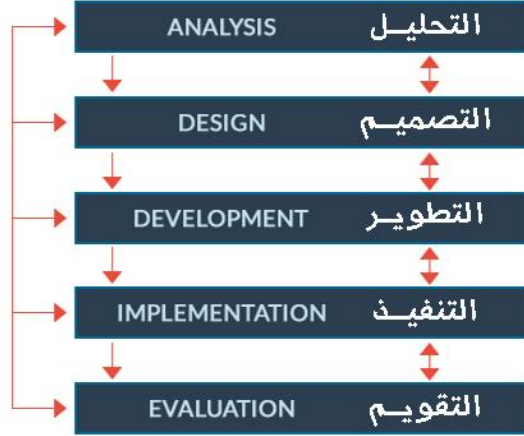 ANALYSIS التحليـل
DESIGN التصميـم
DEVELOPMENT التطويـر
IMPLEMENTATION التنفيـذ
EVALUATION التقويـم